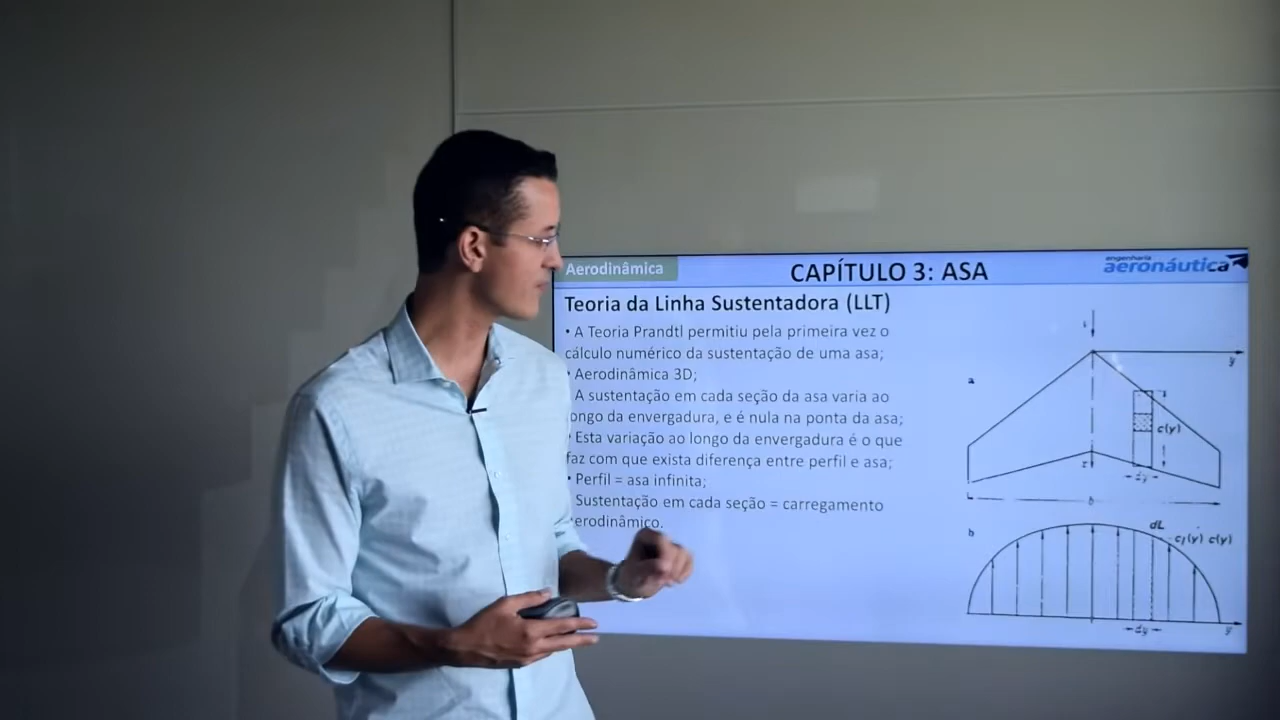 Aerodinâmica
CAPÍTULO 3: ASA
engenharia
aeronáutica
Teoria da Linha Sustentadora (LLT)
• A Teoria Prandtl permitiu pela primeira vez o
cálculo numérico da sustentação de uma asa;
• Aerodinâmica 3D;
A sustentação em cada seção da asa varia ao
ongo da envergadura, e é nula na ponta da asa;
• Esta variação ao longo da envergadura é o que
faz com que exista diferença entre perfil e asa;
• Perfil = asa infinita;
Sustentação em cada seção = carregamento
erodinâmico.
y
a
c(y)
dy
b
b
dL
c₁(y) c(y)
dy
y